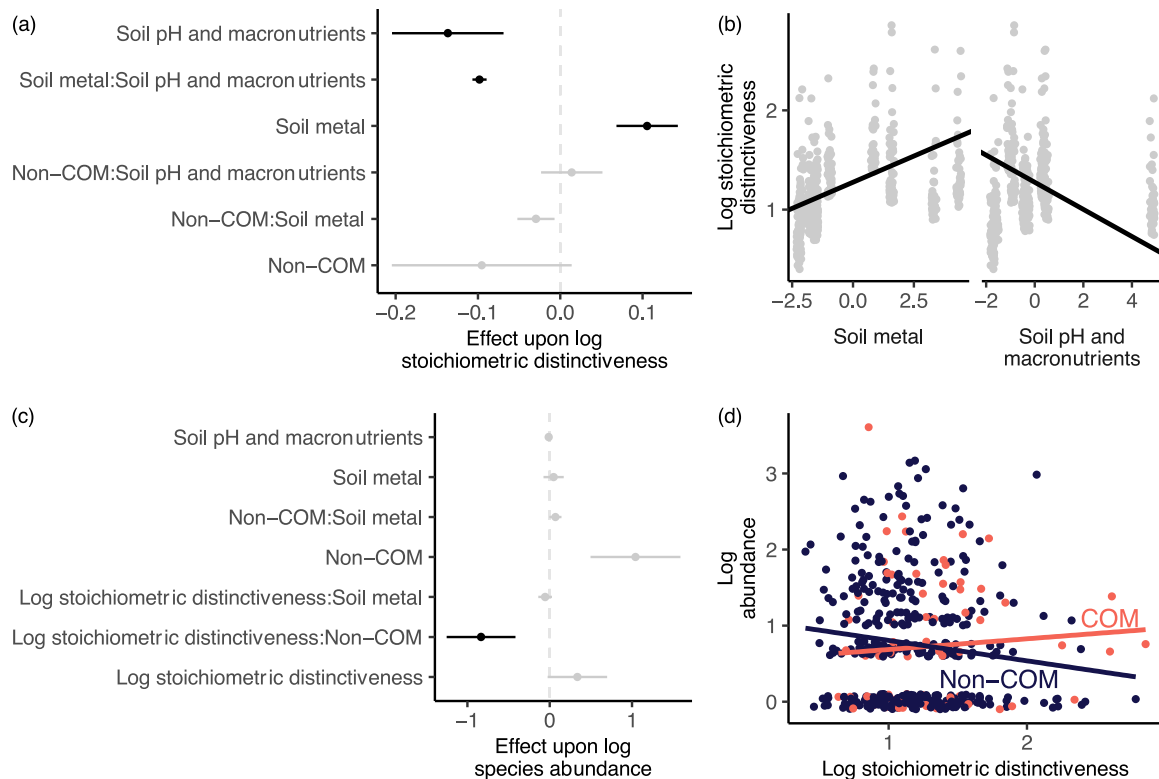 (a)
Soil pH and macronutrients
Soil metal:Soil pH and macronutrients
Soil metal
Non−COM:Soil pH and macronutrients
Non−COM:Soil metal
Non−COM
−0.2 −0.1 0.0 0.1
Effect upon log
stoichiometric distinctiveness
(b)
Log stoichiometric
distinctiveness
2
1
−2.5 0.0 2.5
−2 0 2 4
Soil metal
Soil pH and
macronutrients
(c)
Soil pH and macronutrients
Soil metal
Non−COM:Soil metal
Non−COM
Log stoichiometric distinctiveness:Soil metal
Log stoichiometric distinctiveness:Non−COM
Log stoichiometric distinctiveness
−1 0 1
Effect upon log
species abundance
(d)
Log
abundance
3
2
1
0
COM
Non−COM
1 2
Log stoichiometric distinctiveness